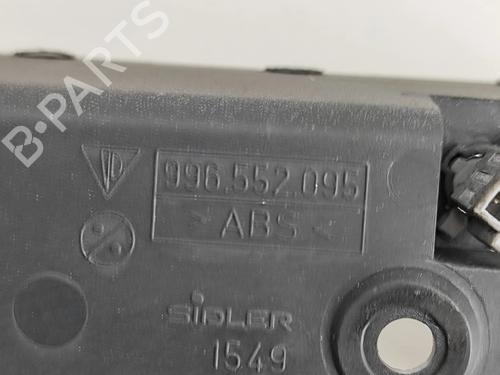 B-PARTS
996.552.095
> ABS <
SIDLER
1549